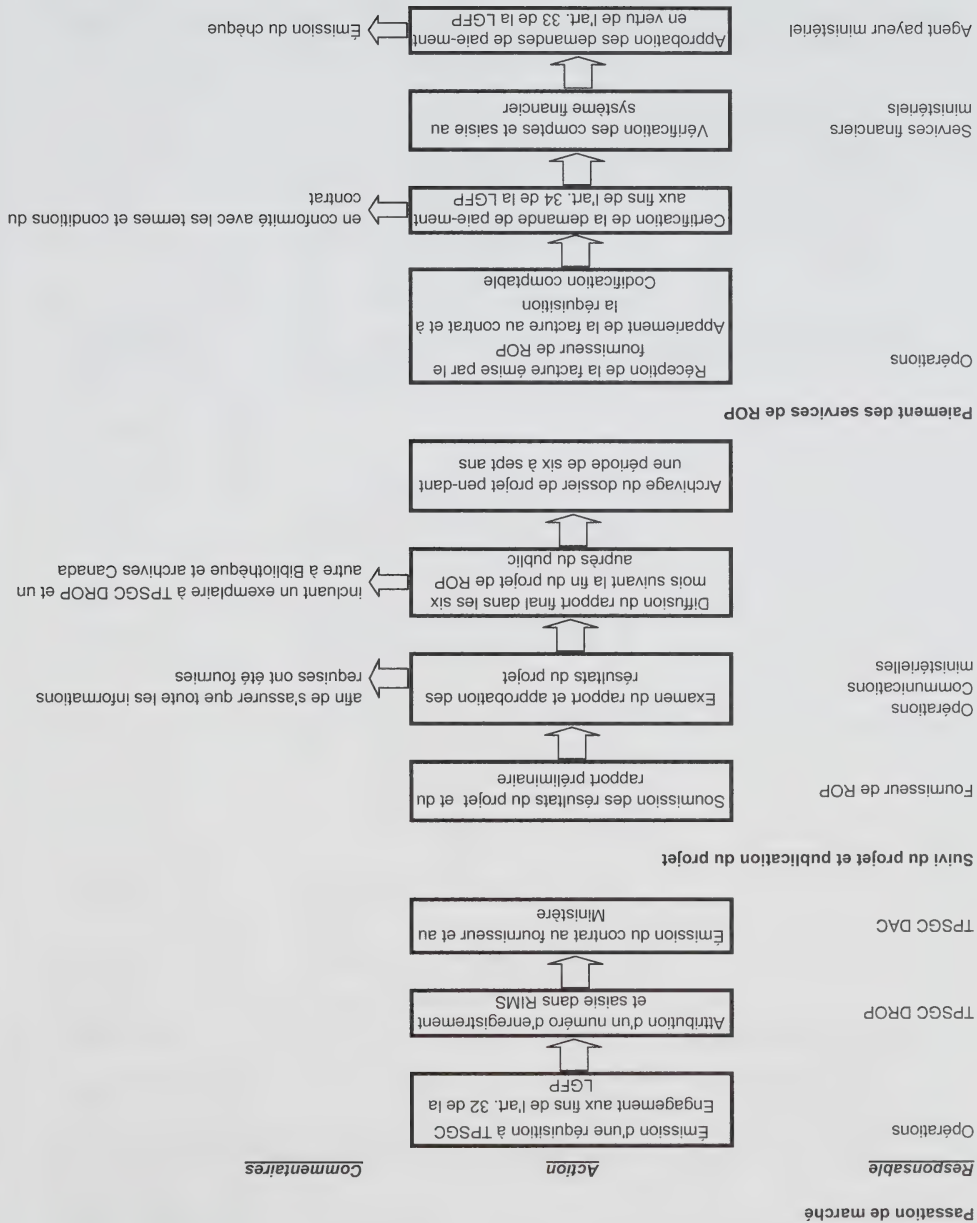 Passation de marché
Responsable
Action
Commentaires
Opérations
Émission d'une réquisition à TPSGC
Engagement aux fins de l'art. 32 de la
LGFP
TPSGC DROP
Attribution d'un numéro d'enregistrement
et saisie dans RIMS
TPSGC DAC
Émission du contrat au fournisseur et au
Ministère
Suivi du projet et publication du projet
Fournisseur de ROP
Soumission des résultats du projet et du
rapport préliminaire
Opérations
Communications
ministérielles
Examen du rapport et approbation des
résultats du projet
afin de s'assurer que toute les informations
requises ont été fournies
Diffusion du rapport final dans les six
mois suivant la fin du projet de ROP
auprès du public
incluant un exemplaire à TPSGC DROP et un
autre à Bibliothèque et archives Canada
Archivage du dossier de projet pen-dant
une période de six à sept ans
Paiement des services de ROP
Opérations
Réception de la facture émise par le
fournisseur de ROP
Appariement de la facture au contrat et à
la réquisition
Codification comptable
Certification de la demande de paie-ment
aux fins de l'art. 34 de la LGFP
en conformité avec les termes et conditions du
contrat
Services financiers
ministériels
Vérification des comptes et saisie au
système financier
Agent payeur ministériel
Approbation des demandes de paie-ment
en vertu de l'art. 33 de la LGFP
Émission du chèque